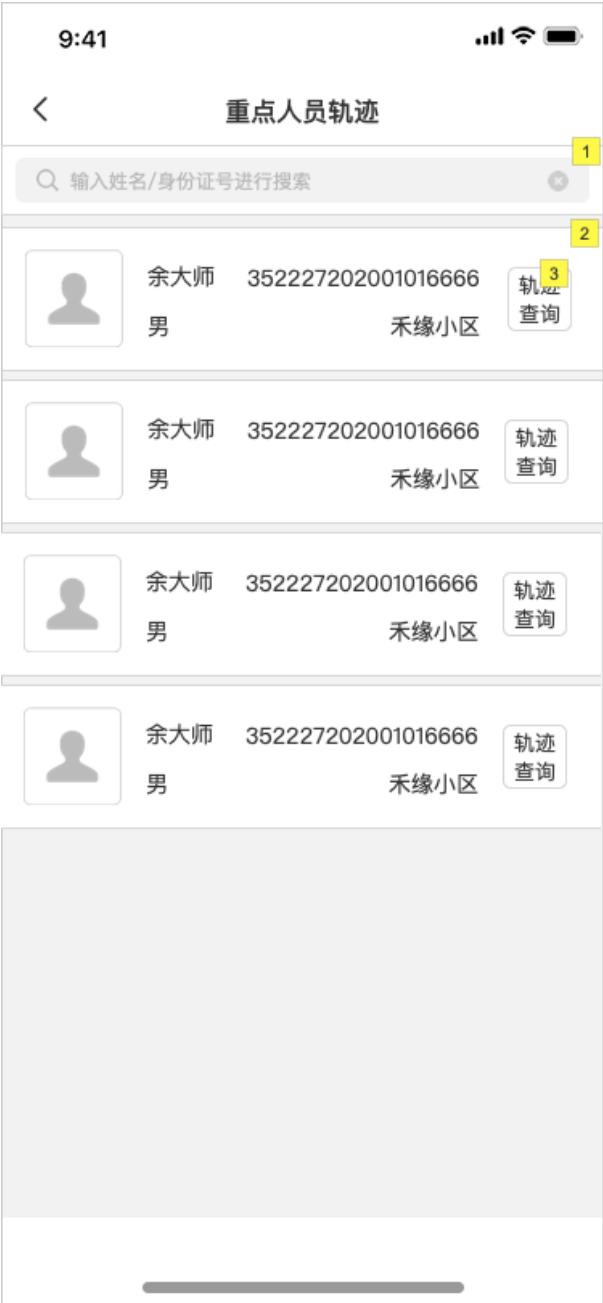 9:41
重点人员轨迹
1
输入姓名/身份证号进行搜索
2
余大师 352227202001016666
3
轨迹
查询
男 禾缘小区
余大师 352227202001016666
轨迹
查询
男 禾缘小区
余大师 352227202001016666
轨迹
查询
男 禾缘小区
余大师 352227202001016666
轨迹
查询
男 禾缘小区